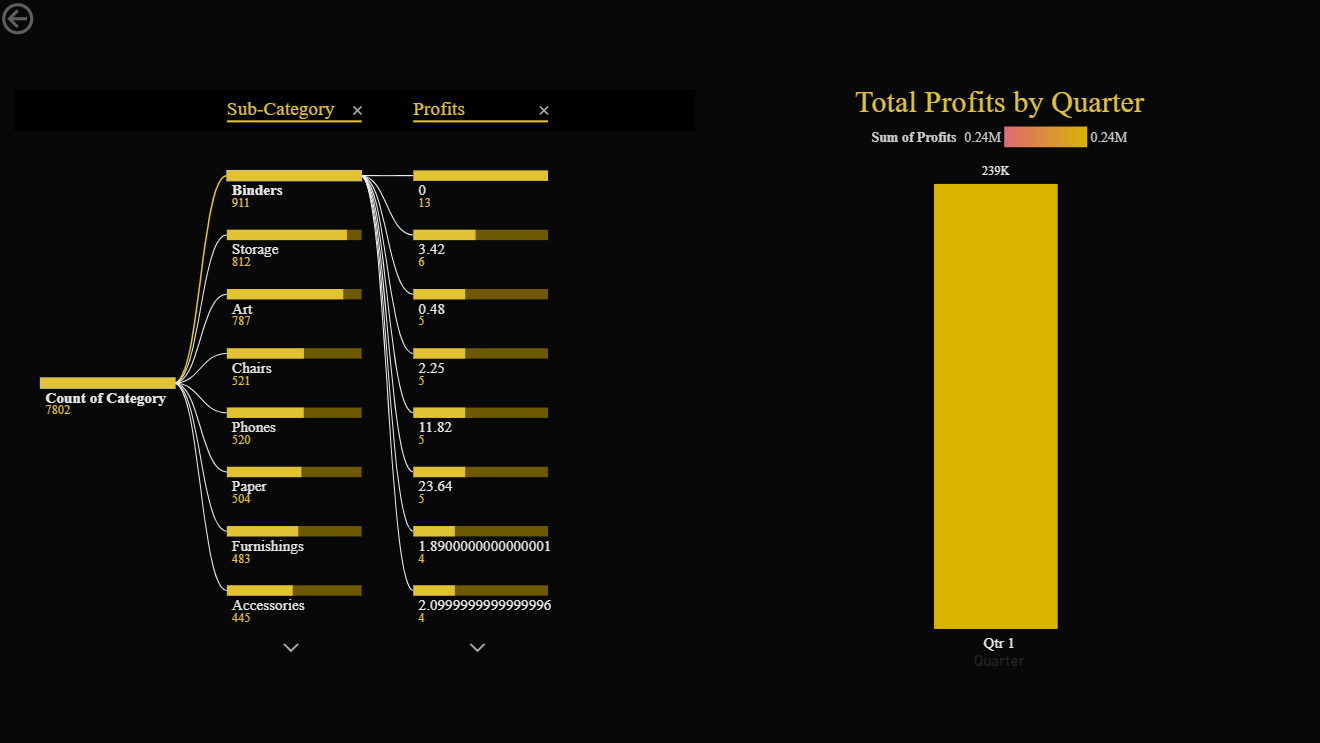 Sub-Category
Profits
Binders
911
Storage
812
Art
787
Chairs
521
Phones
520
Paper
504
Furnishings
483
Accessories
445
Count of Category
7802
0
13
3.42
6
0.48
5
2.25
5
11.82
5
23.64
5
1.8900000000000001
4
2.0999999999999996
4
Total Profits by Quarter
Sum of Profits 0.24M 0.24M
239K
Qtr 1
Quarter